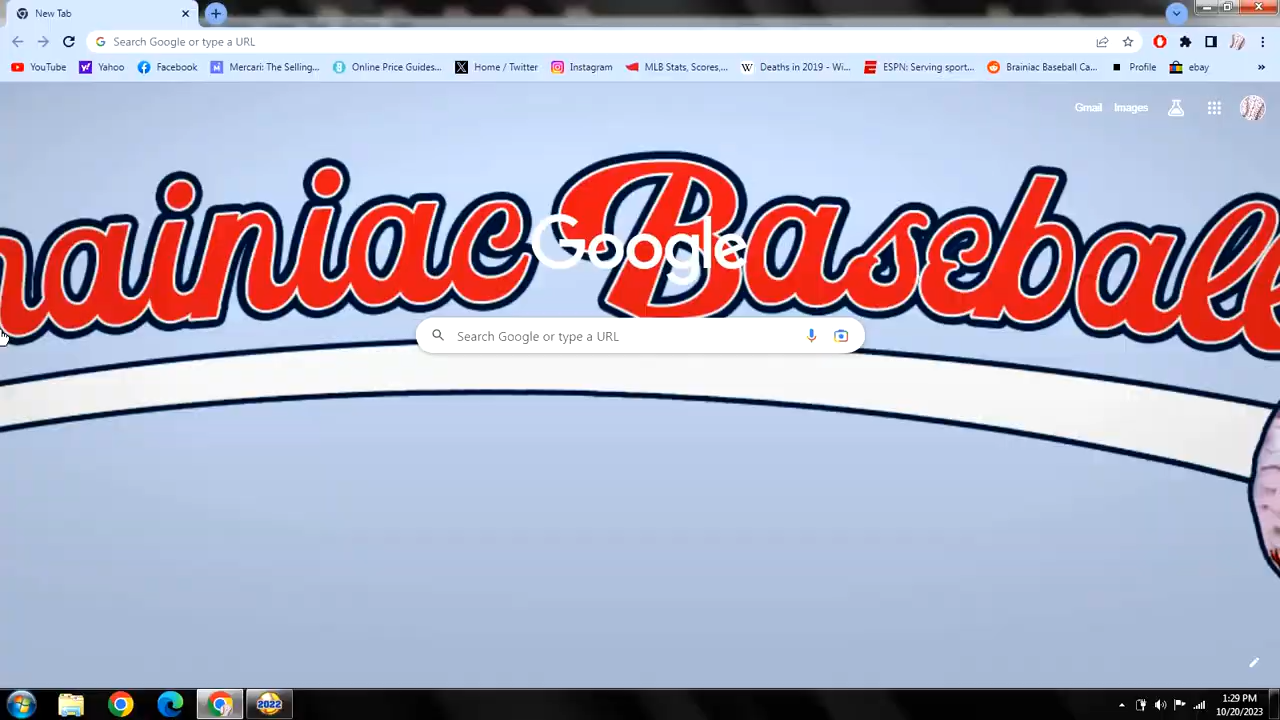 New Tab
Search Google or type a URL
YouTube Yahoo Facebook Mercari: The Selling... Online Price Guides... Home / Twitter Instagram MLB Stats, Scores,... Deaths in 2019 - Wi... ESPN: Serving sport... Brainiac Baseball Ca... Profile ebay »
Gmail Images
rainiac Baseball
Google
Search Google or type a URL
2022
1:29 PM
10/20/2023